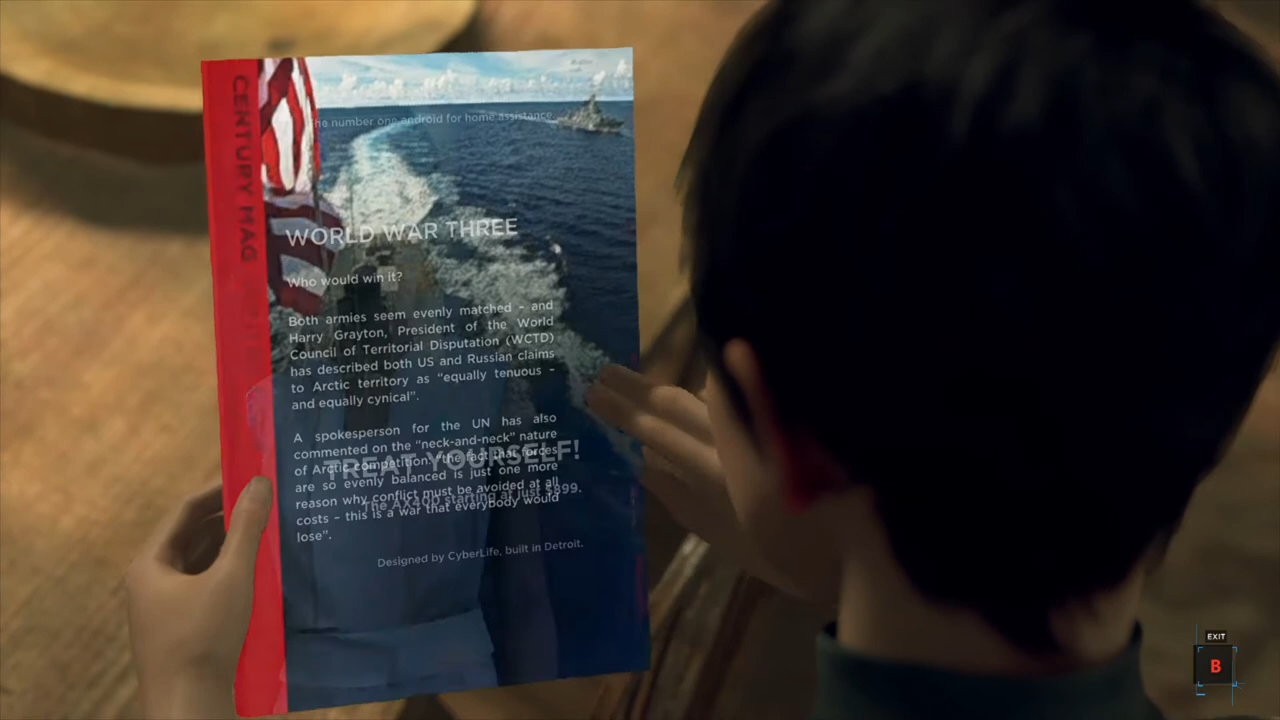 CENTURY MAG
The number one android for home assistance
WORLD WAR THREE
Who would win it?
Both armies seem evenly matched – and
Harry Grayton, President of the World
Council of Territorial Disputation (WCTD)
has described both US and Russian claims
to Arctic territory as “equally tenuous –
and equally cynical”.
A spokesperson for the UN has also
commented on the “neck-and-neck” nature
of Arctic competition. “the fact that forces
are so evenly balanced is just one more
reason why conflict must be avoided at all
costs – this is a war that everybody would
lose”.
TREAT YOURSELF!
The AX400 starting at just $899.
Designed by CyberLife, built in Detroit.
EXIT
B